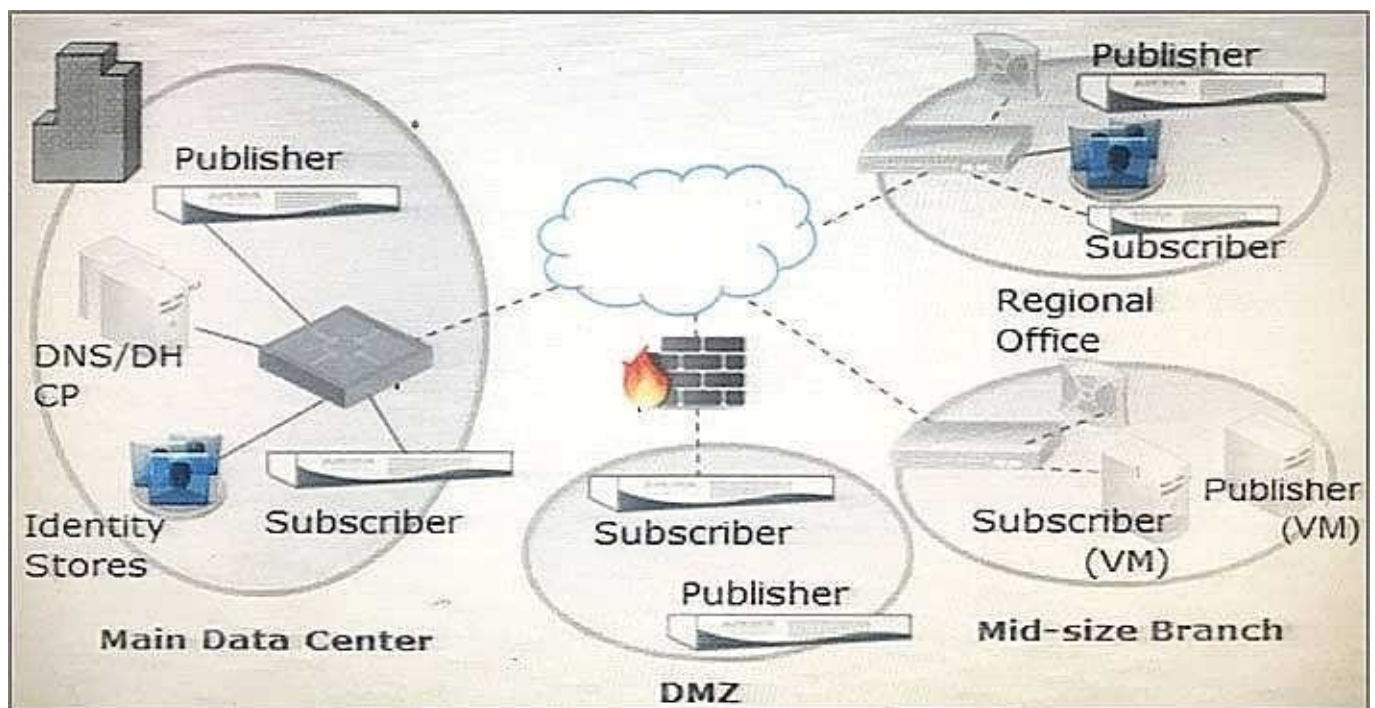 Publisher
Publisher
Subscriber
Regional
Office
DNS/DH
CP
Identity
Stores
Subscriber
Main Data Center
Subscriber
Publisher
DMZ
Subscriber
(VM)
Publisher
(VM)
Mid-size Branch